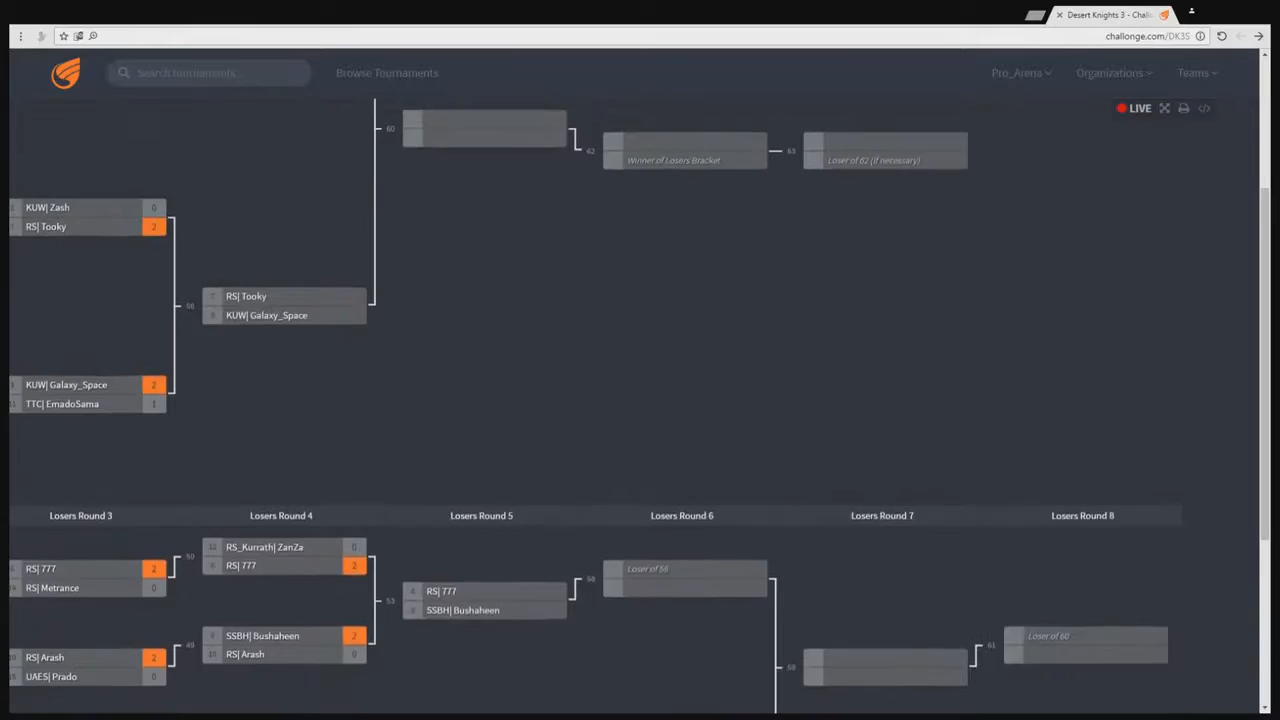 Desert Knights 3 - Chall
challonge.com/DK3S
Search tournaments...
Browse Tournaments
Pro_Arena
Organizations
Teams
LIVE
60
62
Winner of Losers Bracket
63
Loser of 62 (if necessary)
KUW| Zash 0
RS| Tooky 2
7 RS| Tooky
KUW| Galaxy_Space
KUW| Galaxy_Space 2
TTC| EmadoSama 1
Losers Round 3
Losers Round 4
Losers Round 5
Losers Round 6
Losers Round 7
Losers Round 8
RS| 777 2
RS| Metrance 0
50
RS_Kurrath| ZanZa 0
RS| 777 2
53
RS| 777
SSBH| Bushaheen
Loser of 56
SSBH| Bushaheen 2
RS| Arash 0
49
RS| Arash 2
UAES| Prado 0
61
Loser of 60